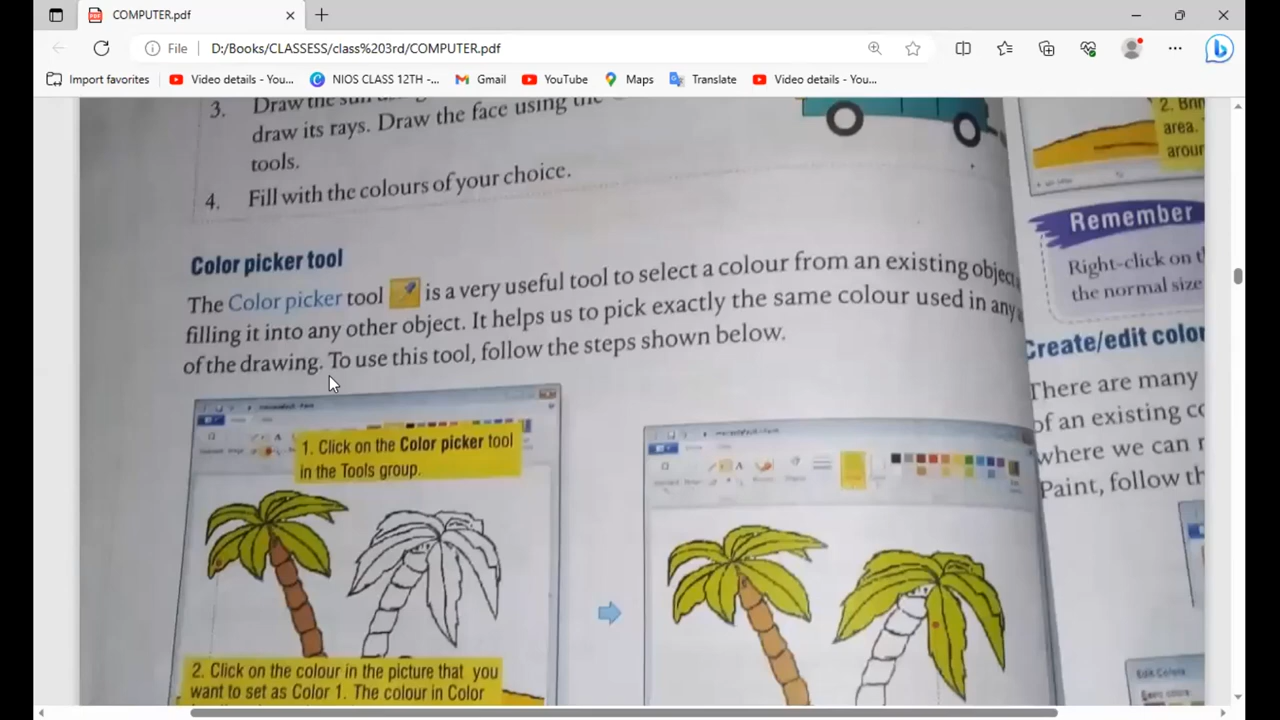 COMPUTER.pdf
File D:/Books/CLASSESS/class%203rd/COMPUTER.pdf
Import favorites Video details - You... NIOS CLASS 12TH -... Gmail YouTube Maps Translate Video details - You...
3. Draw the sun
draw its rays. Draw the face using the
tools.
4. Fill with the colours of your choice.
Color picker tool
The Color picker tool is a very useful tool to select a colour from an existing object
filling it into any other object. It helps us to pick exactly the same colour used in any
of the drawing. To use this tool, follow the steps shown below.
1. Click on the Color picker tool
in the Tools group.
2. Click on the colour in the picture that you
want to set as Color 1. The colour in Color
2.
area.
Remember
Right-click on
the normal size
Create/edit
There are many
of an existing
where we can
Paint, follow
Edit Colors